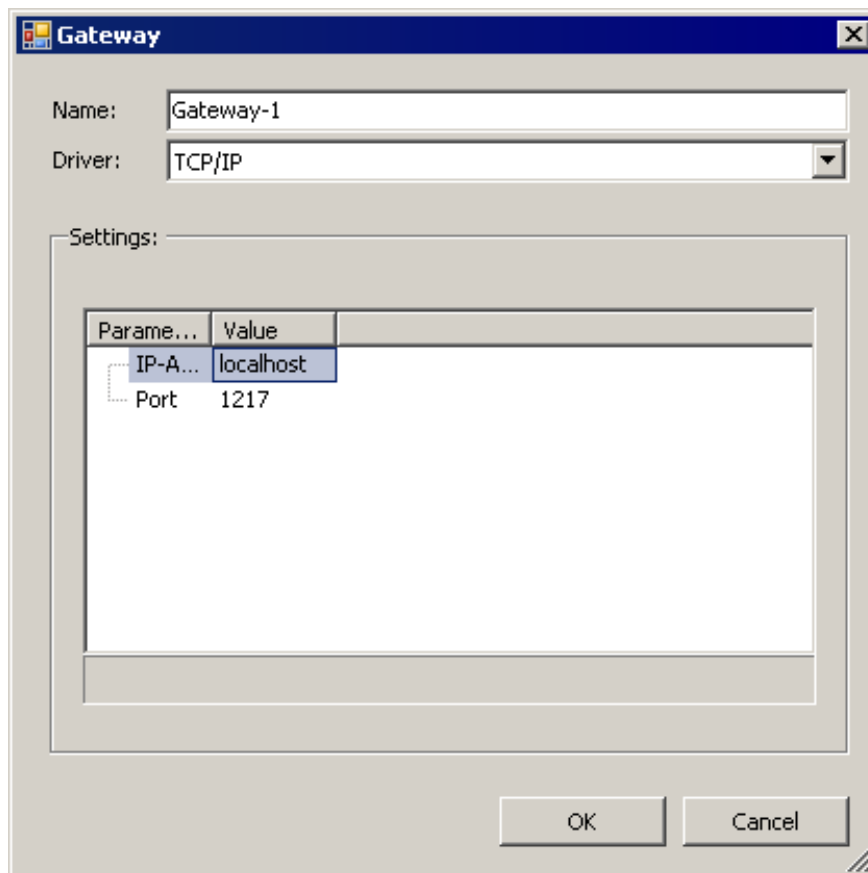 Gateway
Name: Gateway-1
Driver: TCP/IP
Settings:
Parame... Value
IP-A... localhost
Port 1217
OK Cancel